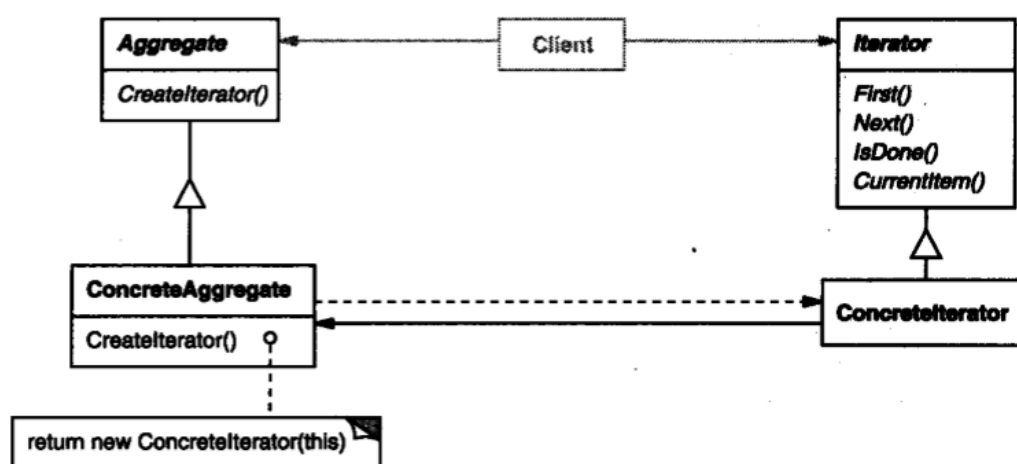 Aggregate
CreateIterator()
Client
Iterator
First()
Next()
IsDone()
CurrentItem()
ConcreteAggregate
CreateIterator()
ConcreteIterator
return new ConcreteIterator(this)